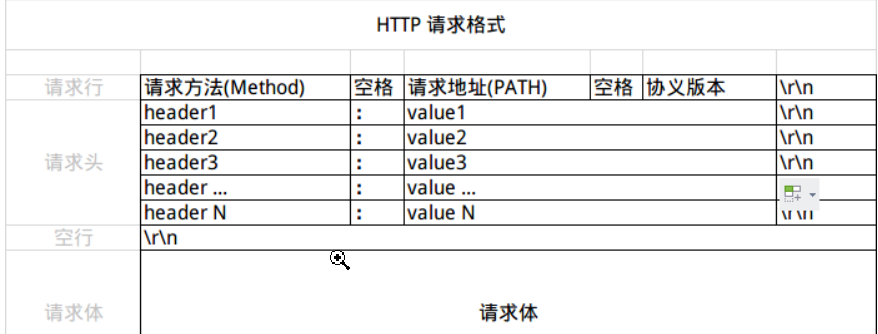 HTTP 请求格式
请求行 请求方法(Method) 空格 请求地址(PATH) 空格 协议版本 \r\n
header1 : value1 \r\n
header2 : value2 \r\n
请求头 header3 : value3 \r\n
header ... : value ...
header N : value N \r\n
空行 \r\n
请求体 请求体